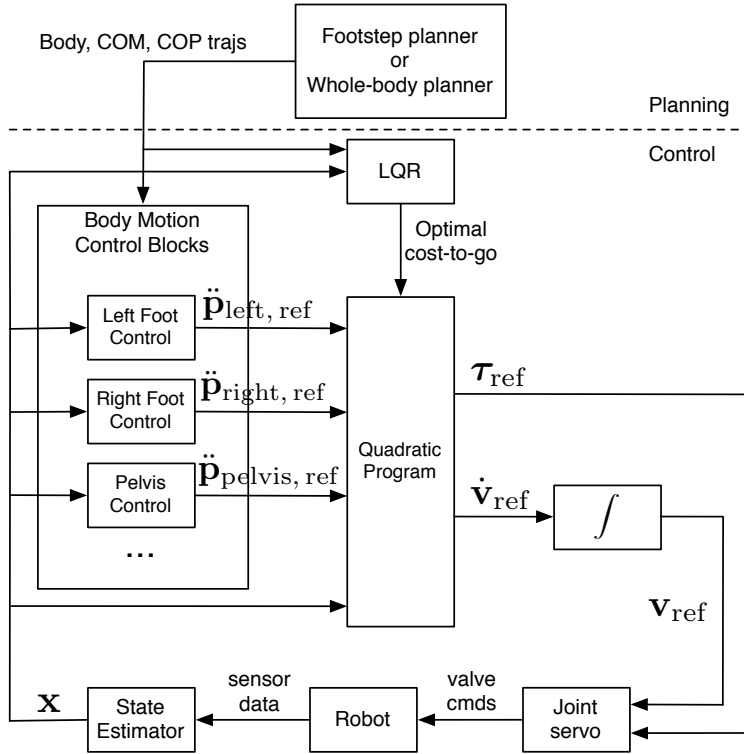 Body, COM, COP trajs
Footstep planner
or
Whole-body planner
Planning
Control
LQR
Body Motion
Control Blocks
Optimal
cost-to-go
Left Foot
Control
p̈left, ref
Right Foot
Control
p̈right, ref
Pelvis
Control
p̈pelvis, ref
...
Quadratic
Program
τref
v̇ref
∫
vref
x
State
Estimator
sensor
data
Robot
valve
cmds
Joint
servo